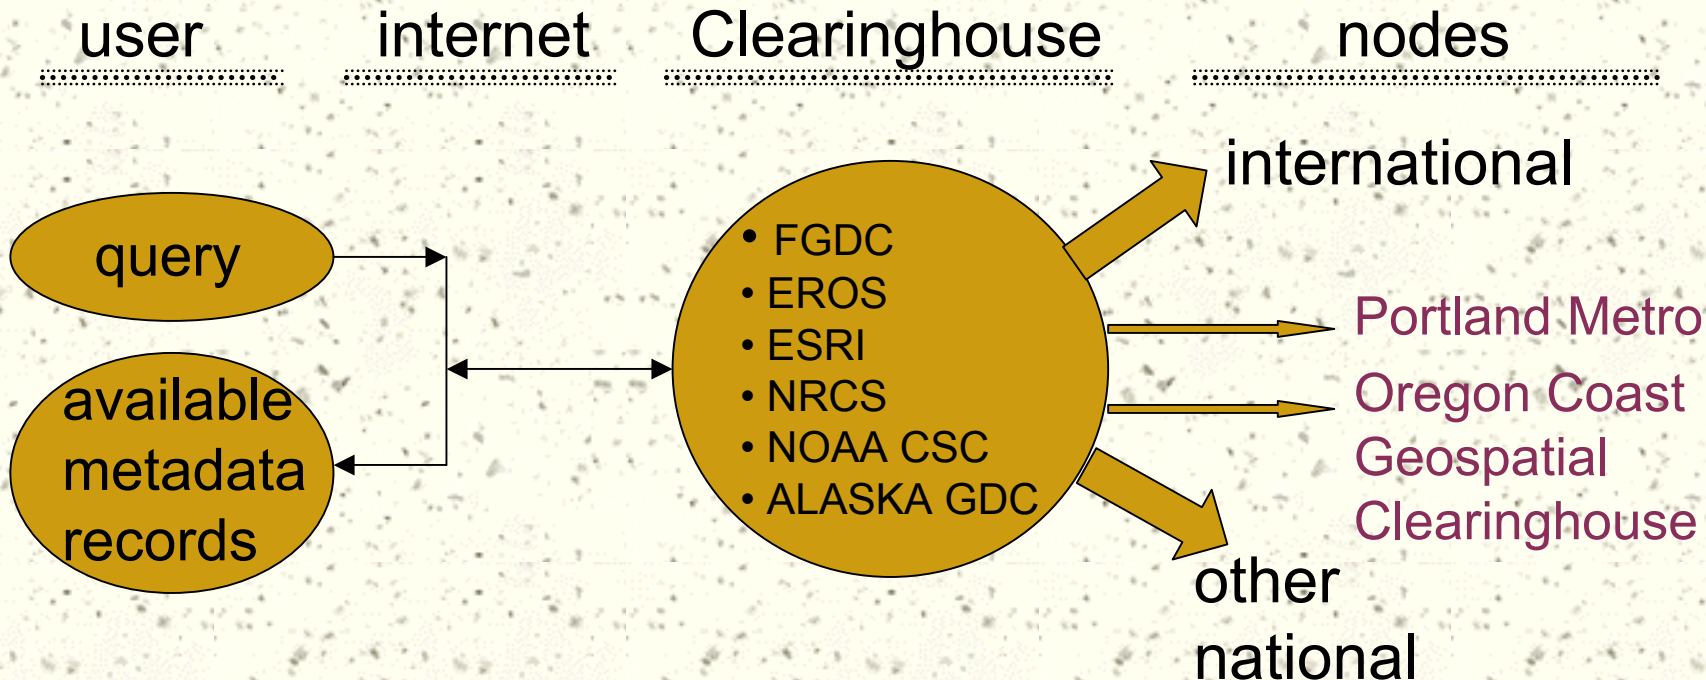 user
internet
Clearinghouse
nodes
query
available
metadata
records
• FGDC
• EROS
• ESRI
• NRCS
• NOAA CSC
• ALASKA GDC
international
Portland Metro
Oregon Coast
Geospatial
Clearinghouse
other
national